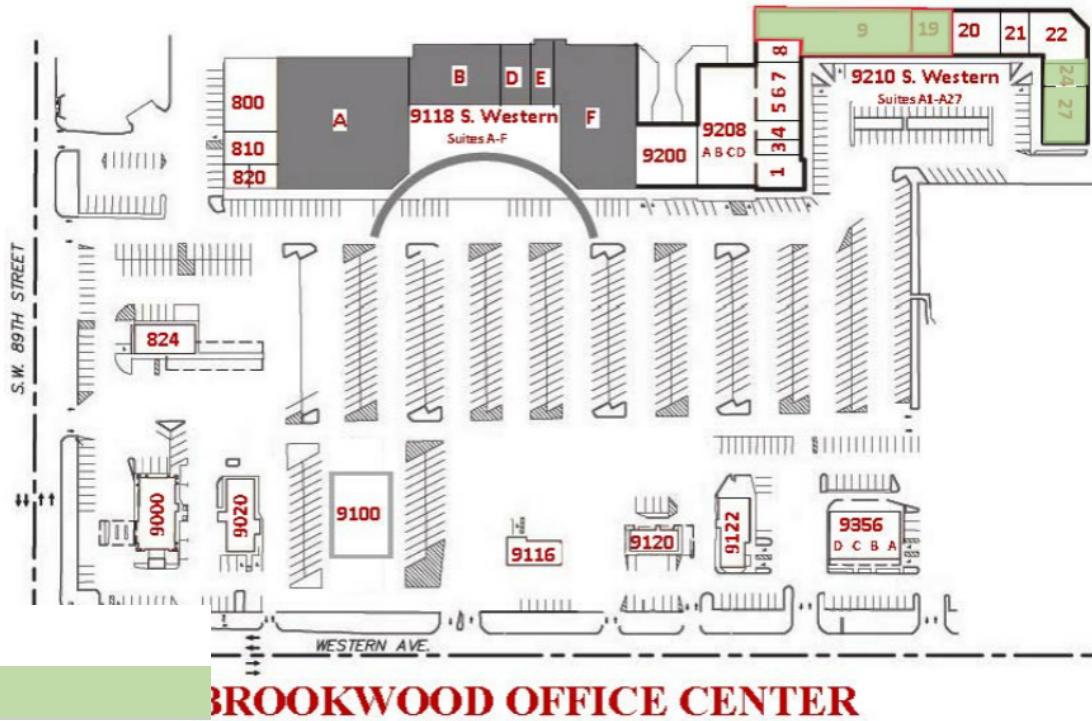 9
19
20
21
22
8
800
B
D
E
7
9210 S. Western
24
6
Suites A1-A27
A
9118 S. Western
F
5
27
Suites A-F
9208
810
4
9200
A B CD
3
820
1
S.W. 89TH STREET
824
9000
9020
9100
9116
9120
9122
9356
D C B A
WESTERN AVE.
BROOKWOOD OFFICE CENTER